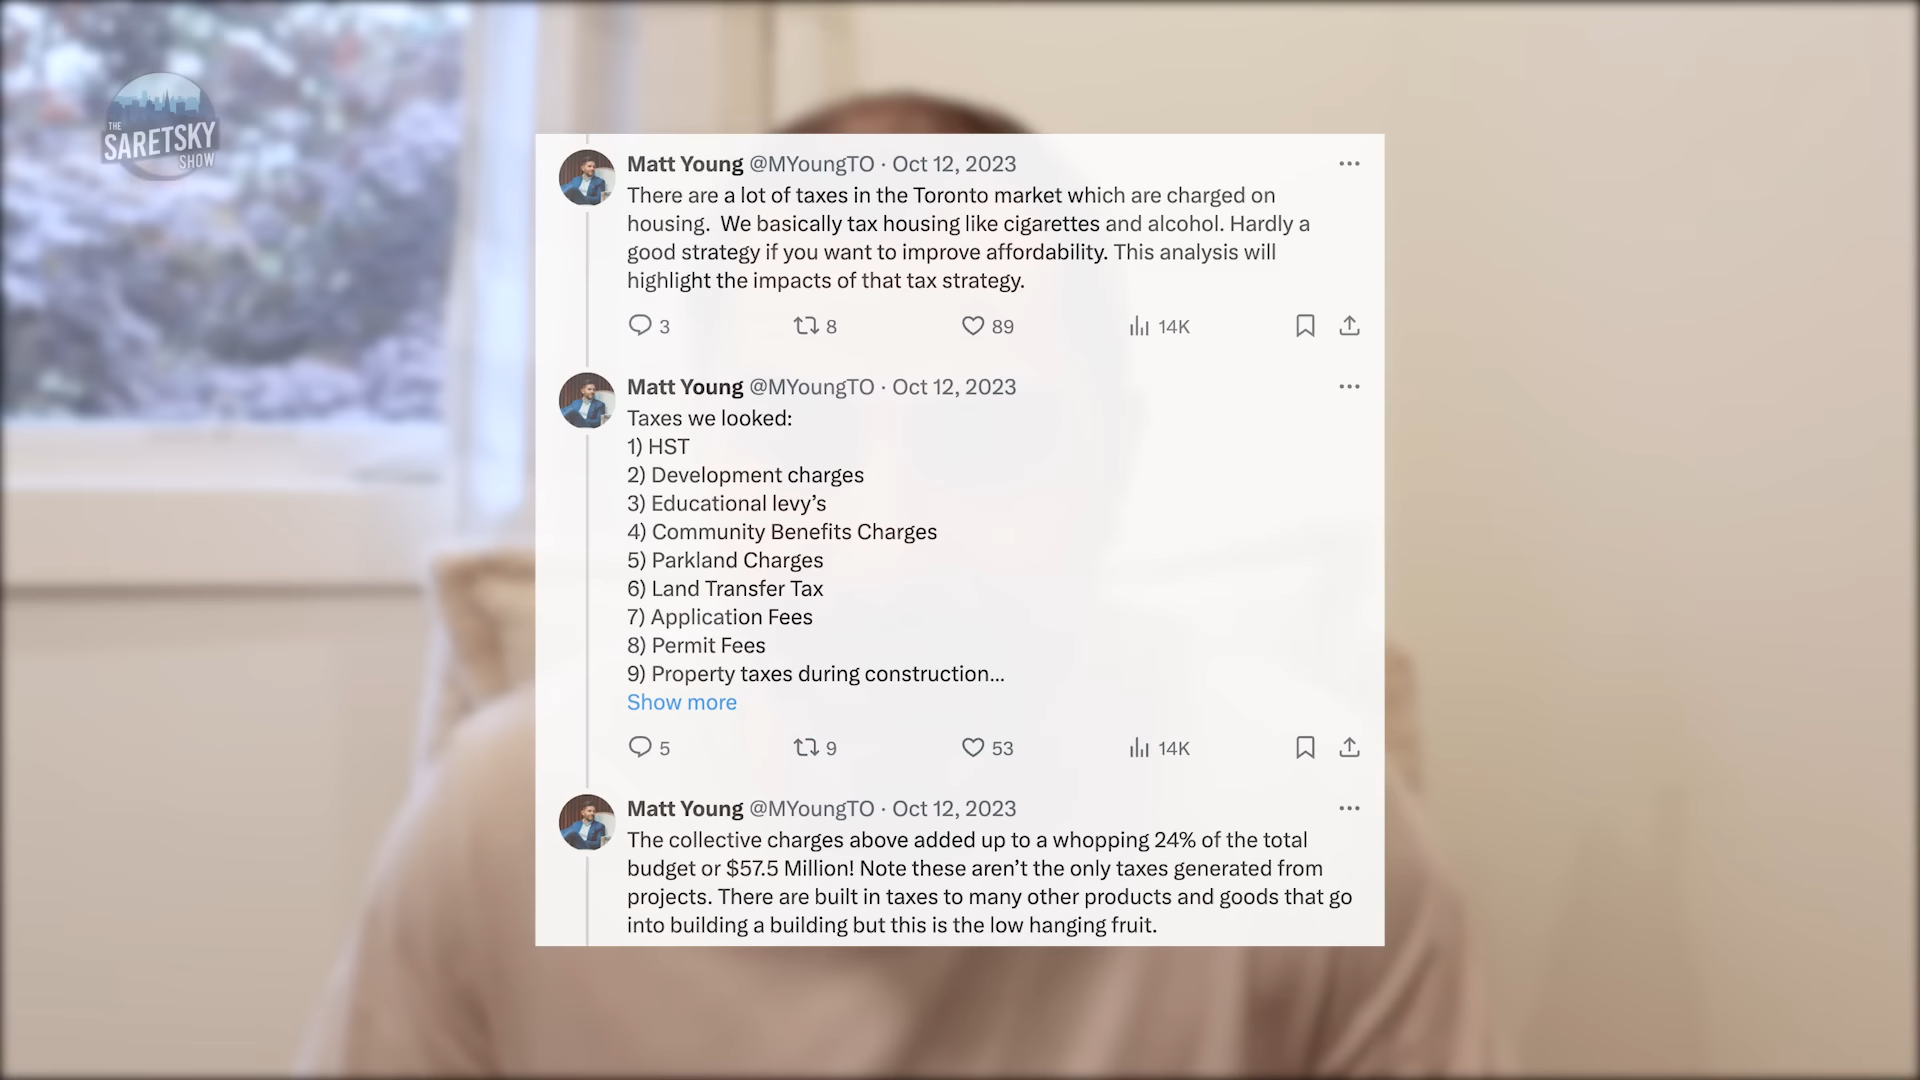 THE
SARETSKY
SHOW
Matt Young @MYoungTO · Oct 12, 2023
There are a lot of taxes in the Toronto market which are charged on
housing.  We basically tax housing like cigarettes and alcohol. Hardly a
good strategy if you want to improve affordability. This analysis will
highlight the impacts of that tax strategy.
3 8 89 14K
Matt Young @MYoungTO · Oct 12, 2023
Taxes we looked:
1) HST
2) Development charges
3) Educational levy’s
4) Community Benefits Charges
5) Parkland Charges
6) Land Transfer Tax
7) Application Fees
8) Permit Fees
9) Property taxes during construction...
Show more
5 9 53 14K
Matt Young @MYoungTO · Oct 12, 2023
The collective charges above added up to a whopping 24% of the total
budget or $57.5 Million! Note these aren’t the only taxes generated from
projects. There are built in taxes to many other products and goods that go
into building a building but this is the low hanging fruit.